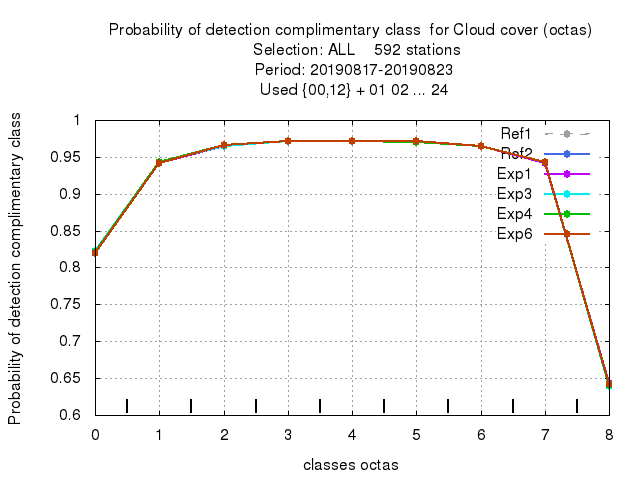 Probability of detection complimentary class  for Cloud cover (octas)
Selection: ALL    592 stations
Period: 20190817-20190823
Used {00,12} + 01 02 ... 24
Probability of detection complimentary class
1
0.95
0.9
0.85
0.8
0.75
0.7
0.65
0.6
Ref1
Ref2
Exp1
Exp3
Exp4
Exp6
0 1 2 3 4 5 6 7 8
classes octas